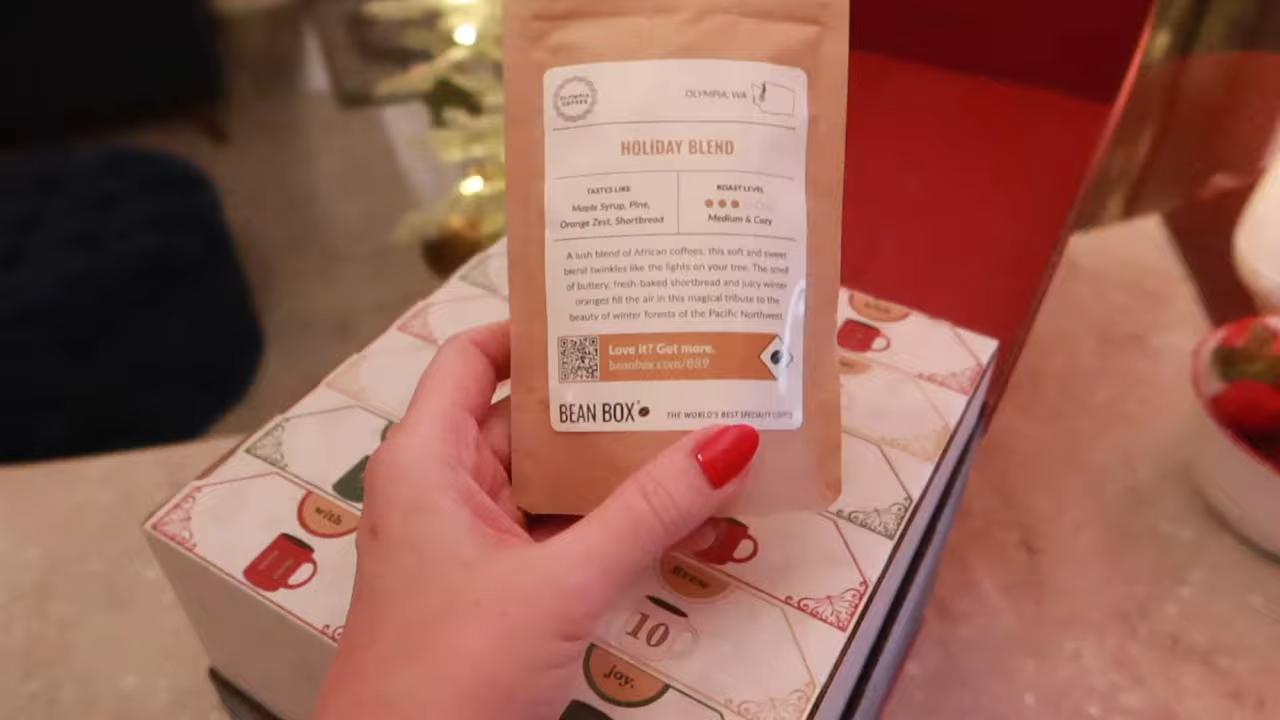 OLYMPIA COFFEE
OLYMPIA, WA
HOLIDAY BLEND
TASTES LIKE
Maple Syrup, Pine,
Orange Zest, Shortbread
ROAST LEVEL
Medium & Cozy
A lush blend of African coffees, this soft and sweet
blend twinkles like the lights on your tree. The smell
of buttery, fresh-baked shortbread and juicy winter
oranges fill the air in this magical tribute to the
beauty of winter forests of the Pacific Northwest.
Love it? Get more.
beanbox.com/889
BEAN BOX
THE WORLD'S BEST SPECIALTY COFFEE
with
with
10
joy.